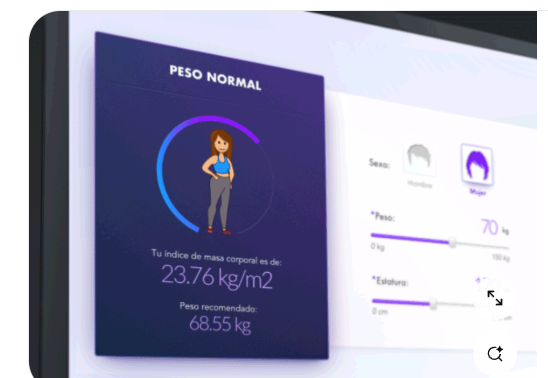 PESO NORMAL
Tu índice de masa corporal es de:
23.76 kg/m2
Peso recomendado:
68.55 kg
Sexo:
Hombre
Mujer
*Peso:
70 kg
0 kg
150 kg
*Estatura:
0 cm